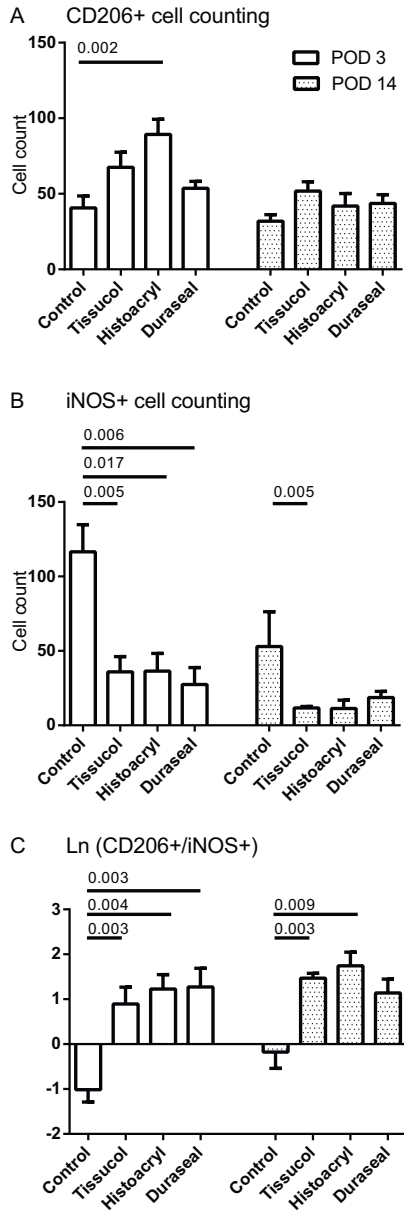 A CD206+ cell counting
150
0.002
POD 3
POD 14
100
Cell count
50
0
Control
Tissucol
Histoacryl
Duraseal
Control
Tissucol
Histoacryl
Duraseal
B iNOS+ cell counting
0.006
0.017
0.005
0.005
150
100
Cell count
50
0
Control
Tissucol
Histoacryl
Duraseal
Control
Tissucol
Histoacryl
Duraseal
C Ln (CD206+/iNOS+)
0.003
0.004
0.009
0.003
0.003
3
2
1
0
-1
-2
Control
Tissucol
Histoacryl
Duraseal
Control
Tissucol
Histoacryl
Duraseal